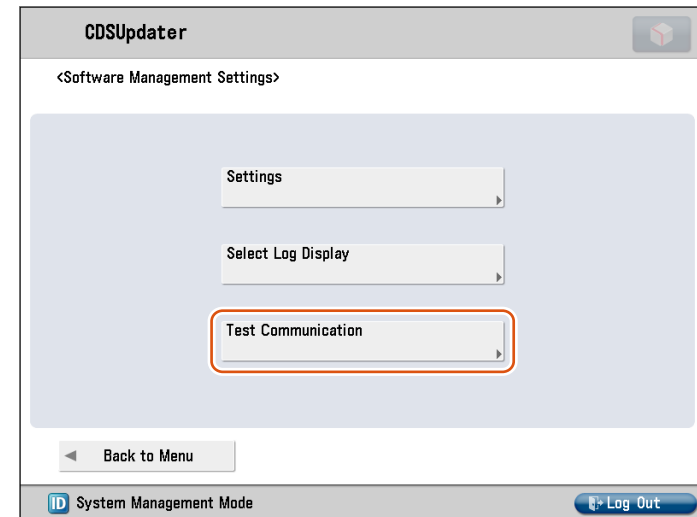 CDSUpdater
<Software Management Settings>
Settings
Select Log Display
Test Communication
Back to Menu
ID System Management Mode
Log Out